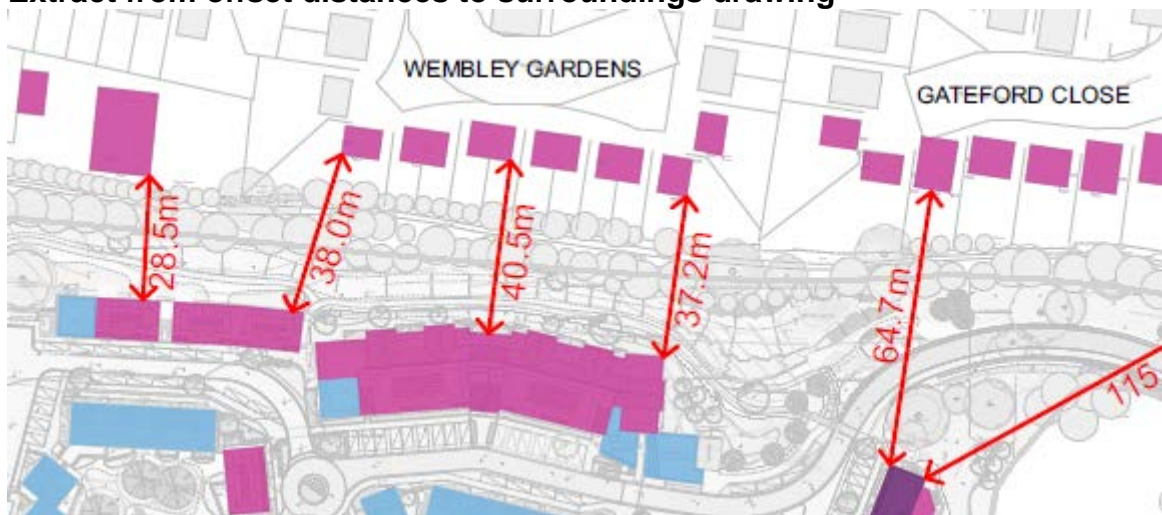 Extract from offset distances to surroundings drawing
WEMBLEY GARDENS
GATEFORD CLOSE
28.5m
38.0m
40.5m
37.2m
64.7m
115